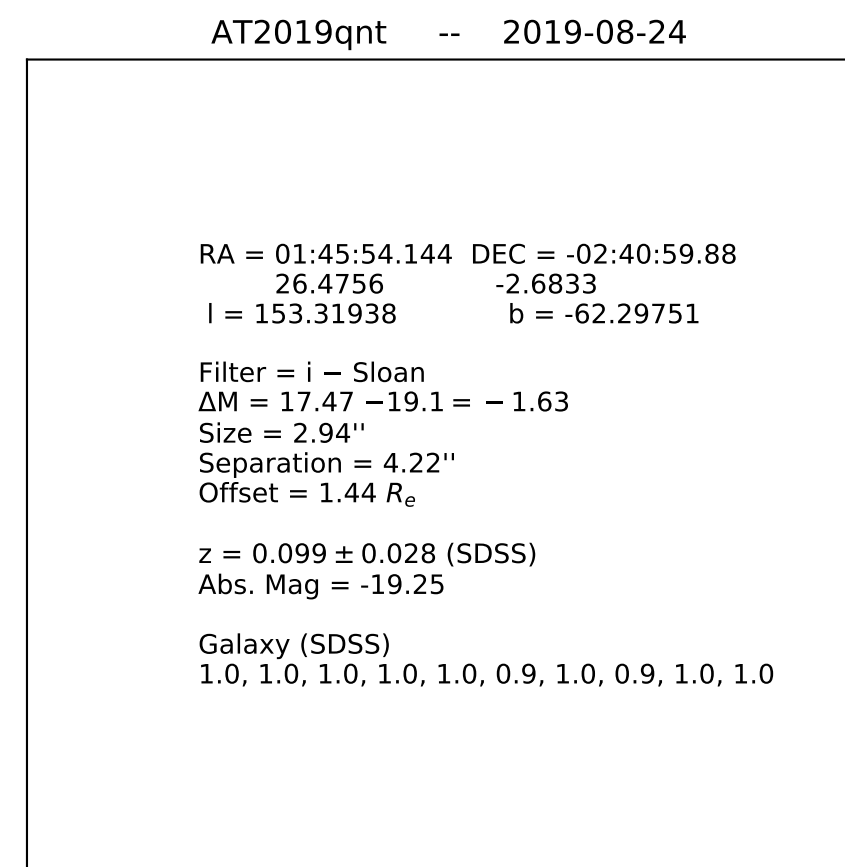 AT2019qnt -- 2019-08-24
RA = 01:45:54.144 DEC = -02:40:59.88
26.4756 -2.6833
l = 153.31938 b = -62.29751
Filter = i − Sloan
ΔM = 17.47 −19.1 = − 1.63
Size = 2.94''
Separation = 4.22''
Offset = 1.44 Rₑ
z = 0.099 ± 0.028 (SDSS)
Abs. Mag = -19.25
Galaxy (SDSS)
1.0, 1.0, 1.0, 1.0, 1.0, 0.9, 1.0, 0.9, 1.0, 1.0